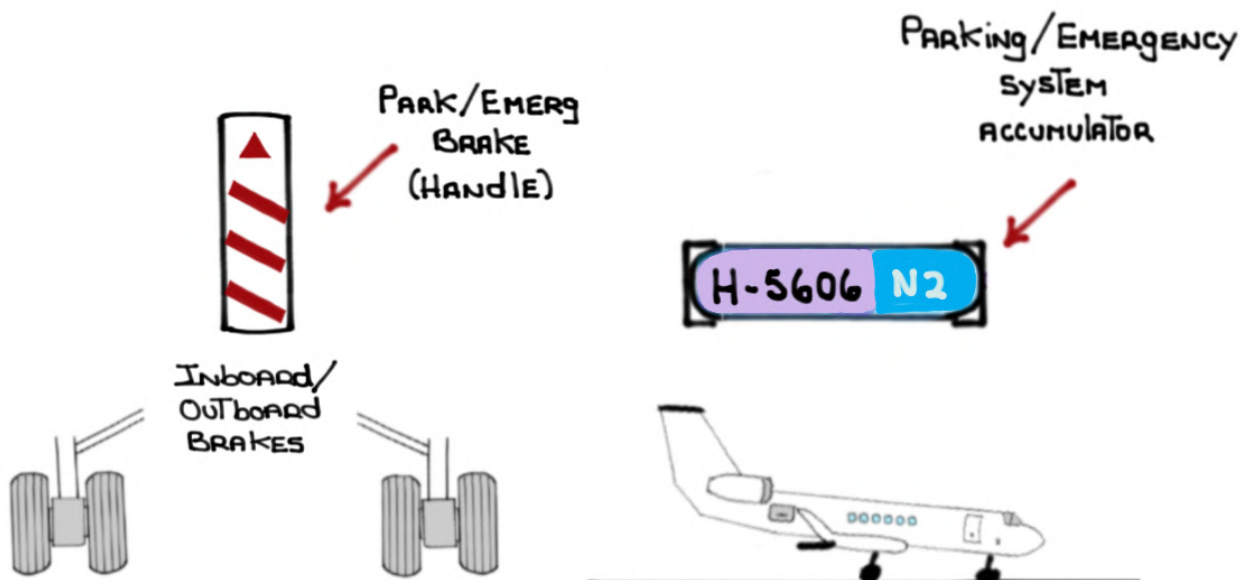 PARK/EMERG
BRAKE
(HANDLE)
PARKING/EMERGENCY
SYSTEM
ACCUMULATOR
H-5606 N2
INBOARD/
OUTBOARD
BRAKES